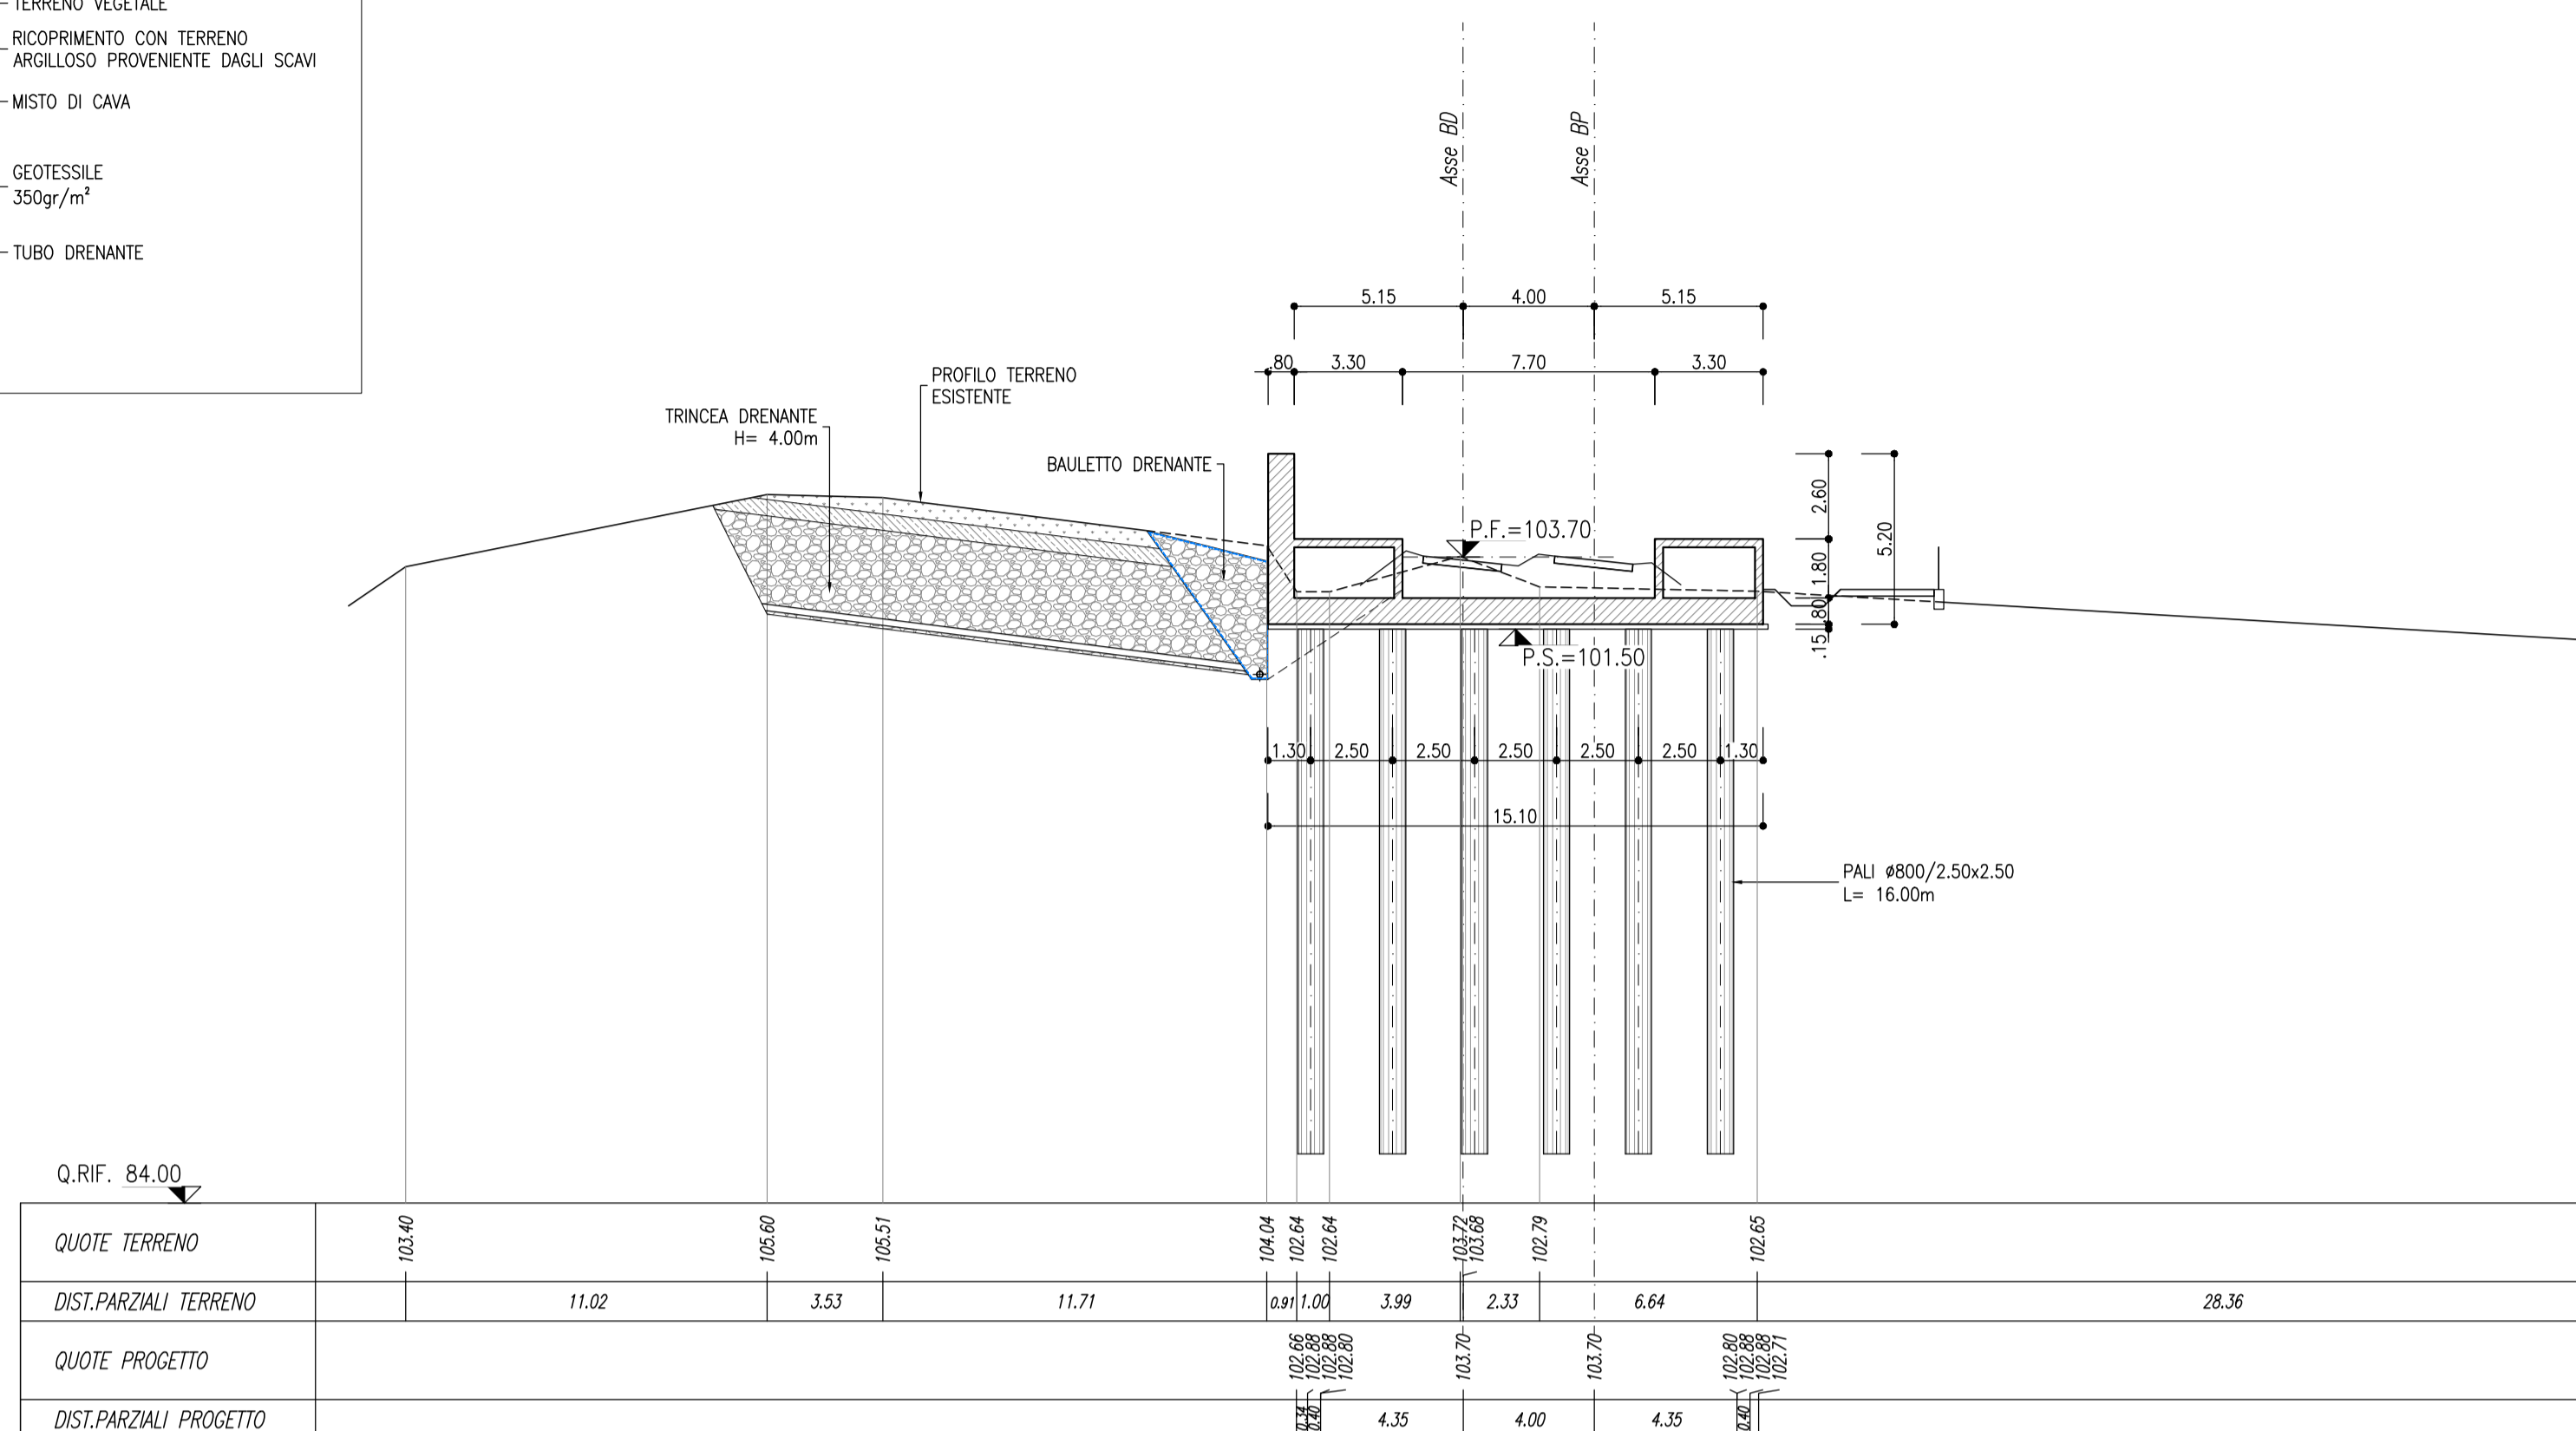 TERRENO VEGETALE
RICOPRIMENTO CON TERRENO
ARGILLOSO PROVENIENTE DAGLI SCAVI
MISTO DI CAVA
GEOTESSILE
350gr/m²
TUBO DRENANTE
Asse BD
Asse BP
5.15 4.00 5.15
.80 3.30 7.70 3.30
PROFILO TERRENO
ESISTENTE
TRINCEA DRENANTE
H= 4.00m
BAULETTO DRENANTE
P.F.=103.70
2.60
1.80
.80
.15
5.20
P.S.=101.50
1.30 2.50 2.50 2.50 2.50 2.50 1.30
15.10
PALI ø800/2.50x2.50
L= 16.00m
Q.RIF. 84.00
QUOTE TERRENO 103.40 105.60 105.51 104.04 102.64 102.64 103.72 103.68 102.79 102.65
DIST.PARZIALI TERRENO 11.02 3.53 11.71 0.91 1.00 3.99 2.33 6.64 28.36
QUOTE PROGETTO 102.66 102.88 102.88 102.80 103.70 103.70 102.80 102.88 102.88 102.71
DIST.PARZIALI PROGETTO 0.34 0.40 4.35 4.00 4.35 0.40